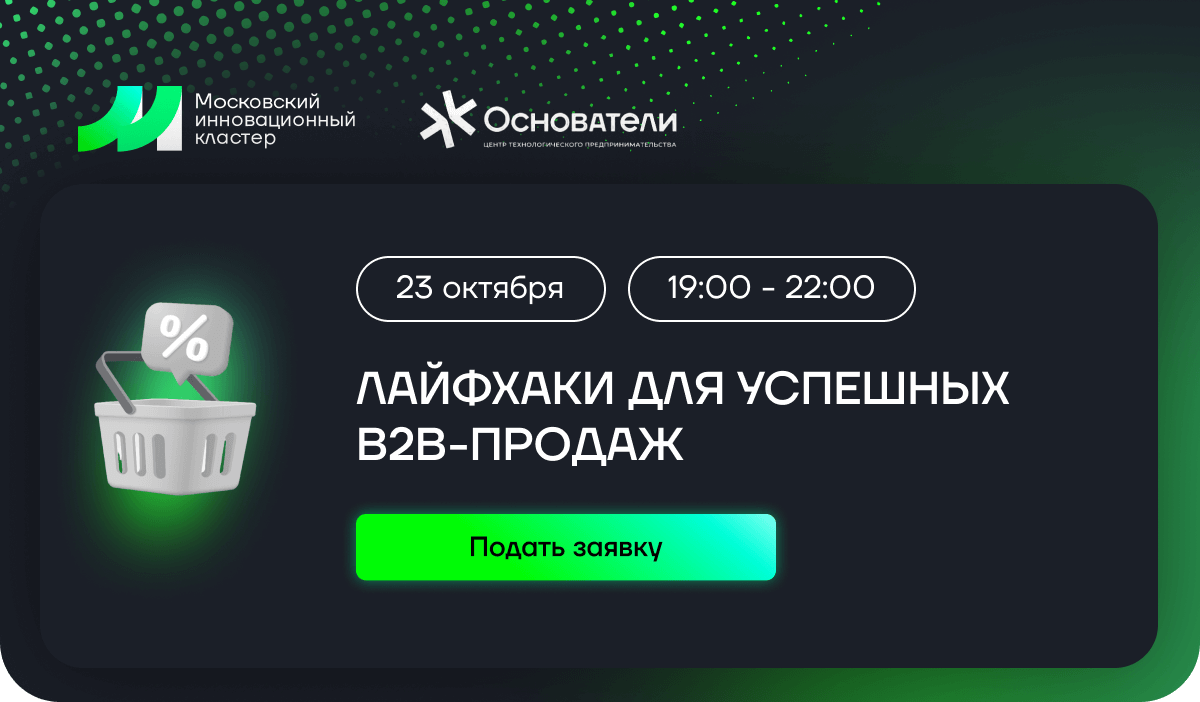 Московский
инновационный
кластер
Основатели
ЦЕНТР ТЕХНОЛОГИЧЕСКОГО ПРЕДПРИНИМАТЕЛЬСТВА
23 октября
19:00 - 22:00
%
ЛАЙФХАКИ ДЛЯ УСПЕШНЫХ
B2B-ПРОДАЖ
Подать заявку